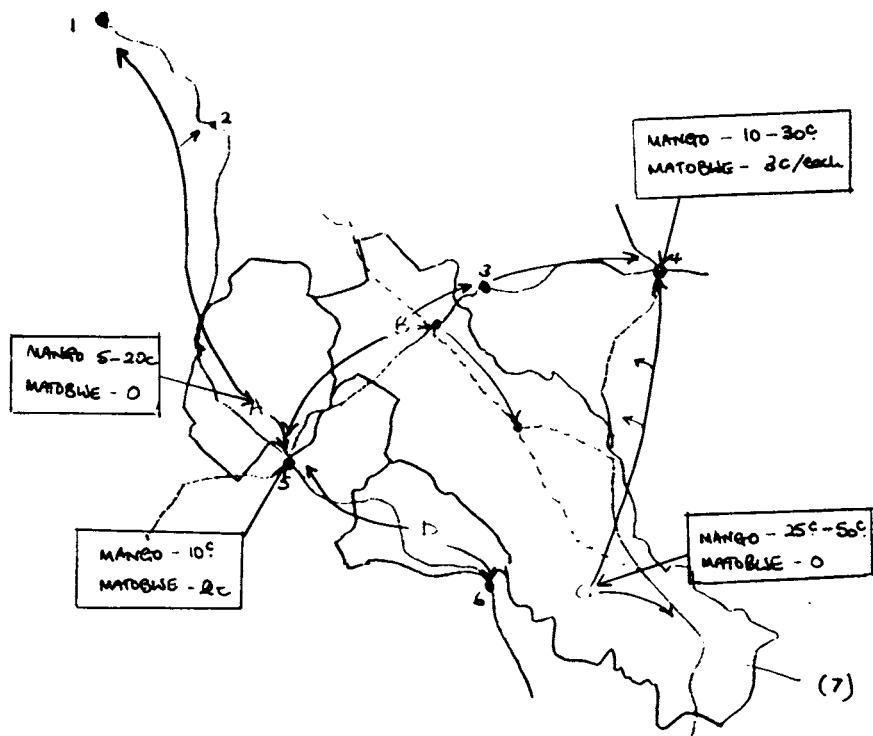 1
2
MANGO - 10-30c
MATOBWE - 3c/each
3
4
B
MANGO 5-20c
MATOBWE - 0
A
5
D
MANGO - 10c
MATOBWE - 2c
MANGO - 25c-50c
MATOBWE - 0
6
C
(7)